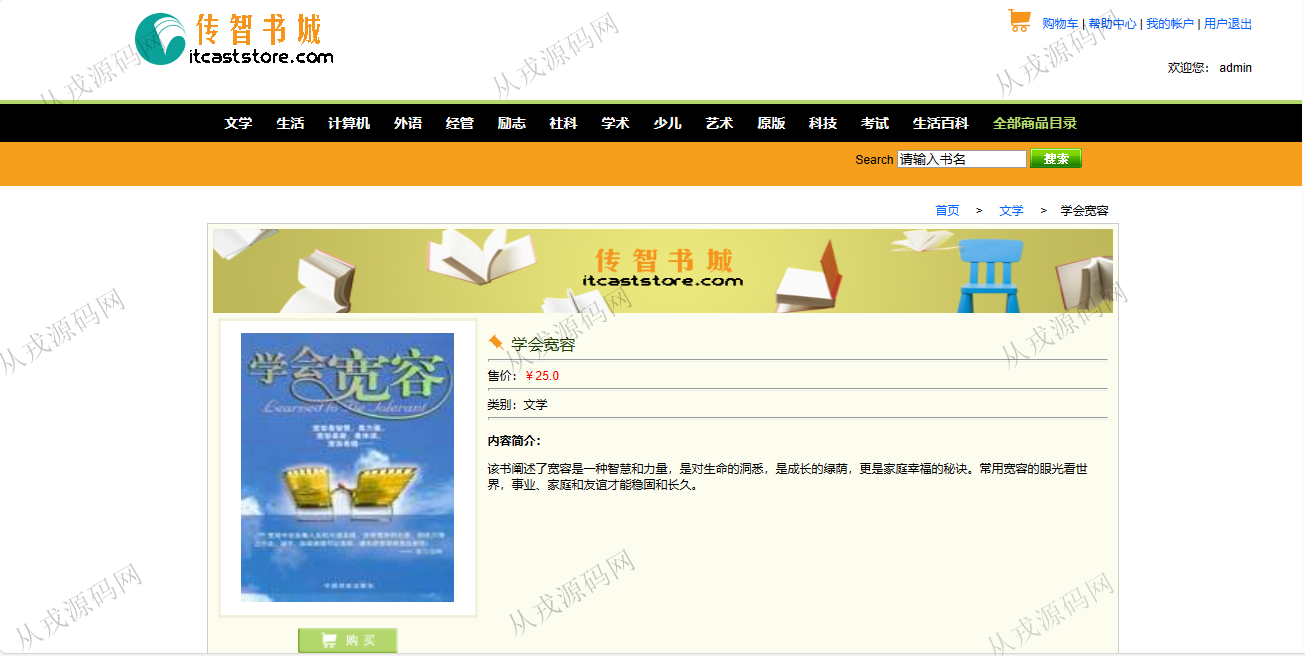 传智书城
itcaststore.com
购物车 | 帮助中心 | 我的帐户 | 用户退出
欢迎您： admin
文学 生活 计算机 外语 经管 励志 社科 学术 少儿 艺术 原版 科技 考试 生活百科 全部商品目录
Search 请输入书名 搜索
首页 > 文学 > 学会宽容
传智书城
itcaststore.com
学会宽容
Learned to Be Tolerant
学会宽容
售价：￥25.0
类别：文学
内容简介：
该书阐述了宽容是一种智慧和力量，是对生命的洞悉，是成长的绿荫，更是家庭幸福的秘诀。常用宽容的眼光看世
界，事业、家庭和友谊才能稳固和长久。
购买
从戎源码网
从戎源码网
从戎源码网
从戎源码网
从戎源码网
从戎源码网
从戎源码网
从戎源码网
从戎源码网